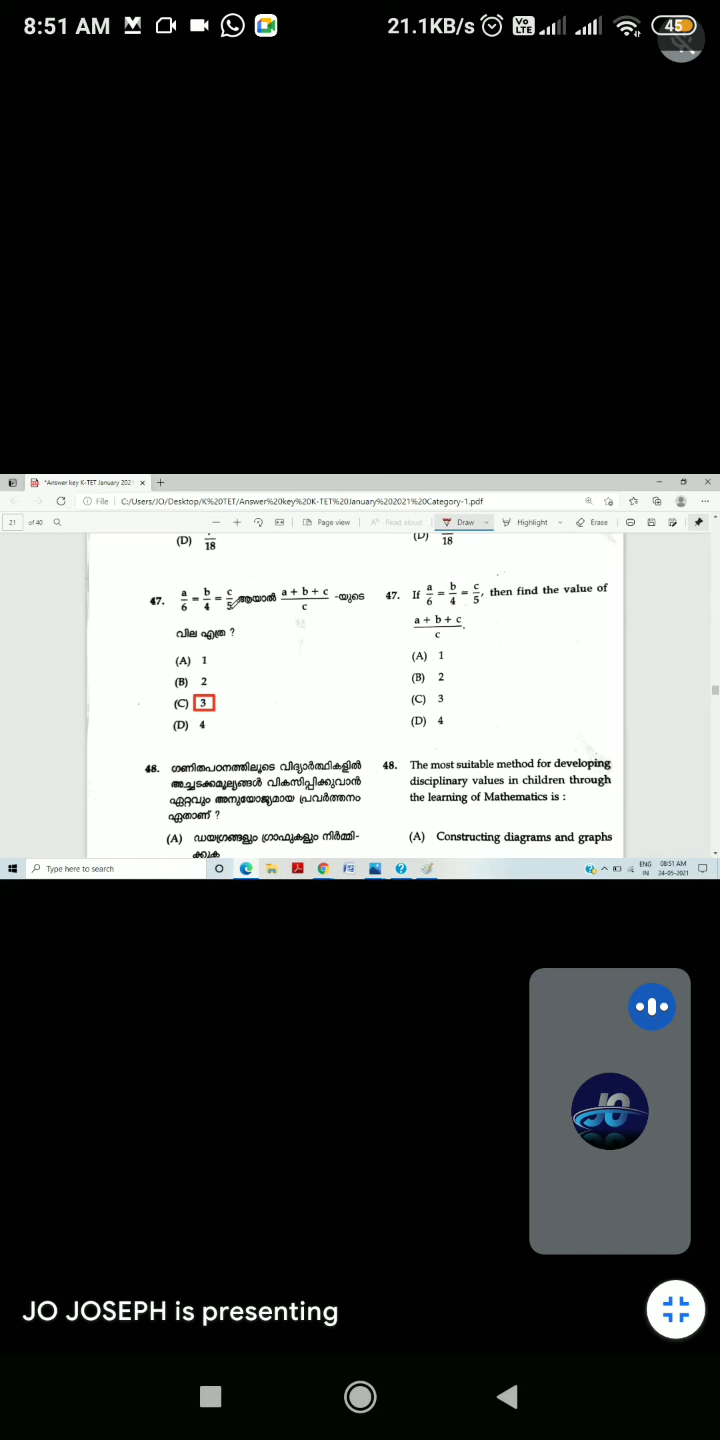 8:51 AM
21.1KB/s
Vo
LTE
45
*Answer key K-TET January 202
File
C:/Users/JO/Desktop/K%20TET/Answer%20key%20K-TET%20January%202021%20Category-1.pdf
21 of 40
Page view
Read aloud
Draw
Highlight
Erase
(D) 18
(D) 18
47. a/6 = b/4 = c/5, ആയാൽ (a + b + c)/c -യുടെ
വില എത്ര ?
(A) 1
(B) 2
(C) 3
(D) 4
48. ഗണിതപഠനത്തിലൂടെ വിദ്യാർത്ഥികളിൽ
അച്ചടക്കമൂല്യങ്ങൾ വികസിപ്പിക്കുവാൻ
ഏറ്റവും അനുയോജ്യമായ പ്രവർത്തനം
ഏതാണ് ?
(A) ഡയഗ്രങ്ങളും ഗ്രാഫുകളും നിർമ്മി-
ക്കുക
47. If a/6 = b/4 = c/5, then find the value of
(a + b + c)/c.
(A) 1
(B) 2
(C) 3
(D) 4
48. The most suitable method for developing
disciplinary values in children through
the learning of Mathematics is :
(A) Constructing diagrams and graphs
Type here to search
ENG
IN
08:51 AM
24-05-2021
JO
JO JOSEPH is presenting